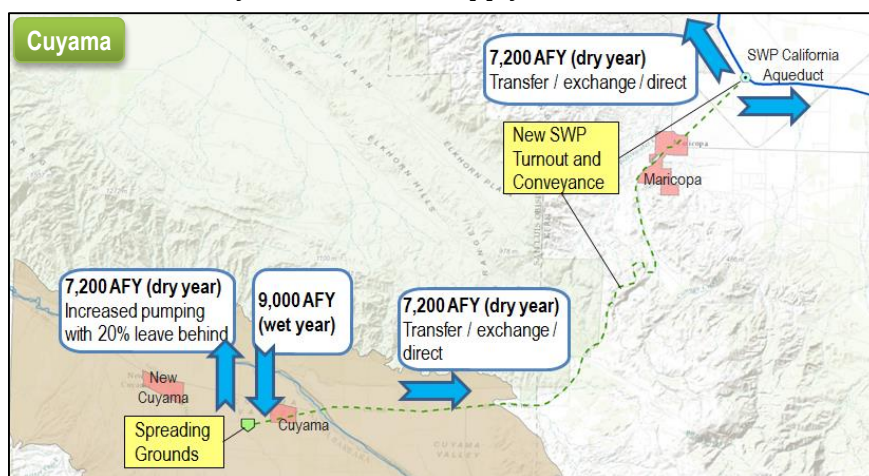 Cuyama
7,200 AFY (dry year)
Transfer / exchange / direct
SWP California
Aqueduct
New SWP
Turnout and
Conveyance
Maricopa
ELKHORN HILLS
7,200 AFY (dry year)
Increased pumping
with 20% leave behind
9,000 AFY
(wet year)
7,200 AFY (dry year)
Transfer / exchange /
direct
New
Cuyama
Cuyama
Spreading
Grounds
CUYAMA
VALLEY